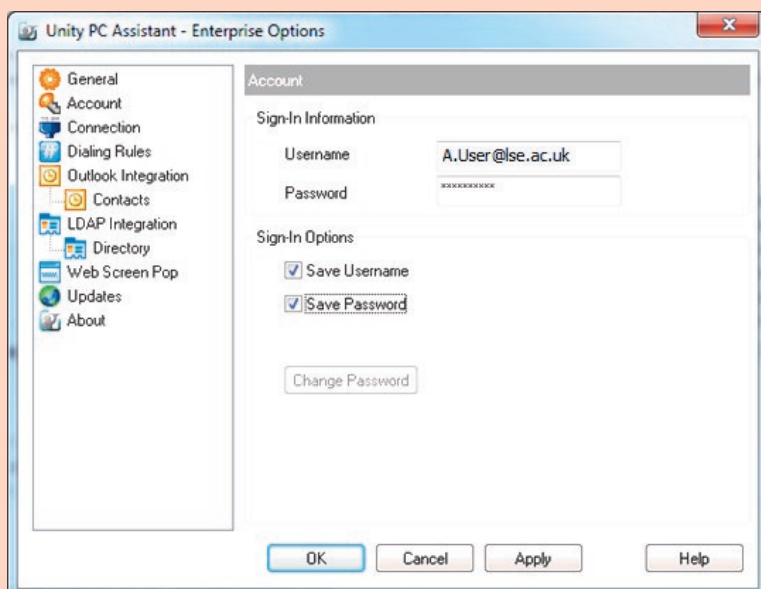 Unity PC Assistant - Enterprise Options
General
Account
Connection
Dialing Rules
Outlook Integration
Contacts
LDAP Integration
Directory
Web Screen Pop
Updates
About
Account
Sign-In Information
Username A.User@lse.ac.uk
Password **********
Sign-In Options
Save Username
Save Password
Change Password
OK Cancel Apply Help